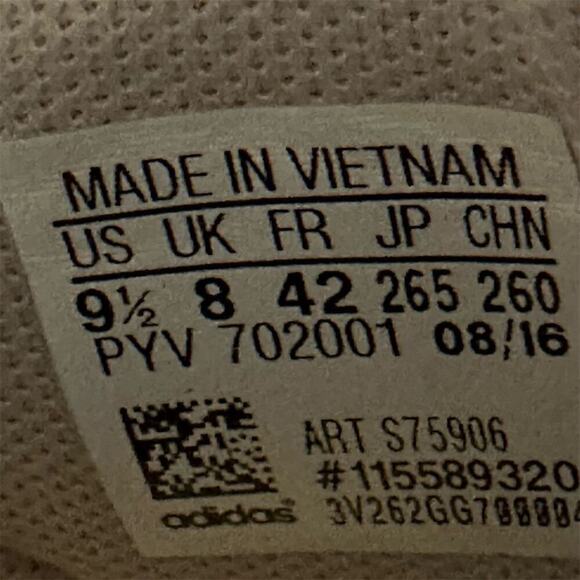 MADE IN VIETNAM
US UK FR JP CHN
9½ 8 42 265 260
PYV 702001 08/16
ART S75906
#115589320
adidas®